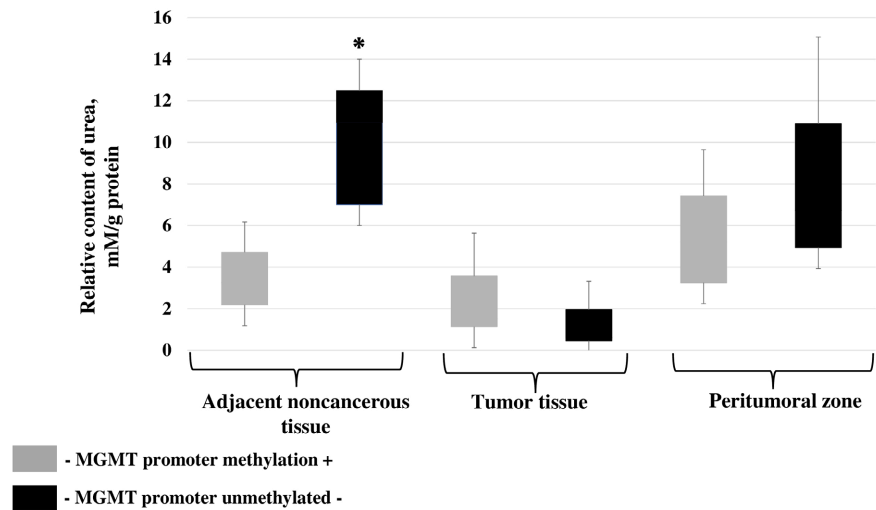 Relative content of urea,
mM/g protein
16
14
12
10
8
6
4
2
0
*
Adjacent noncancerous
tissue
Tumor tissue
Peritumoral zone
- MGMT promoter methylation +
- MGMT promoter unmethylated -